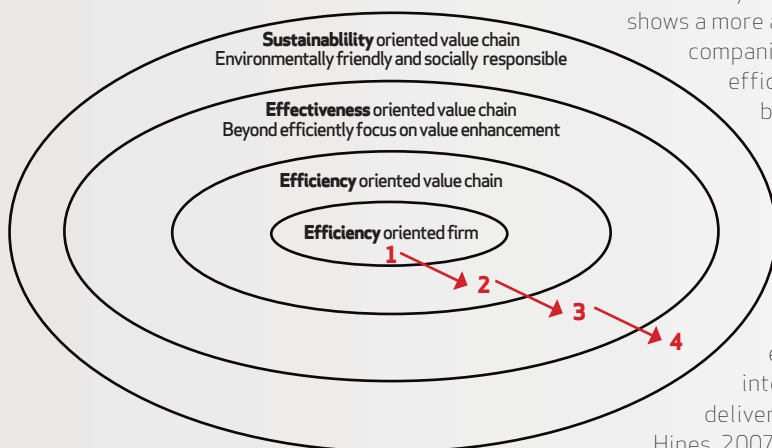 Sustainablility oriented value chain
Environmentally friendly and socially responsible
Effectiveness oriented value chain
Beyond efficiently focus on value enhancement
Efficiency oriented value chain
Efficiency oriented firm
1
2
3
4
shows a more
compani
effic
b
e
inte
deliver
Hines, 2007